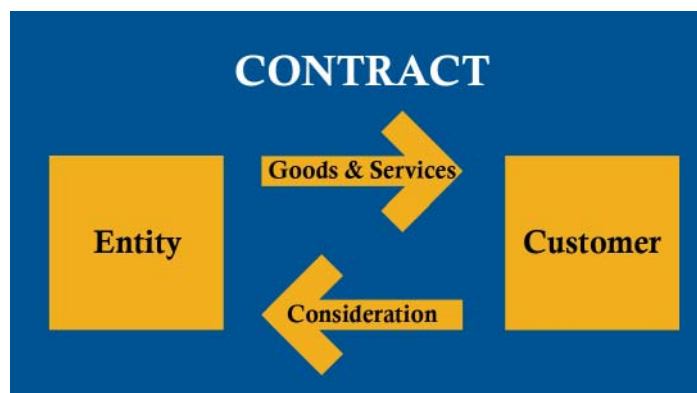 CONTRACT
Goods & Services
Entity
Customer
Consideration